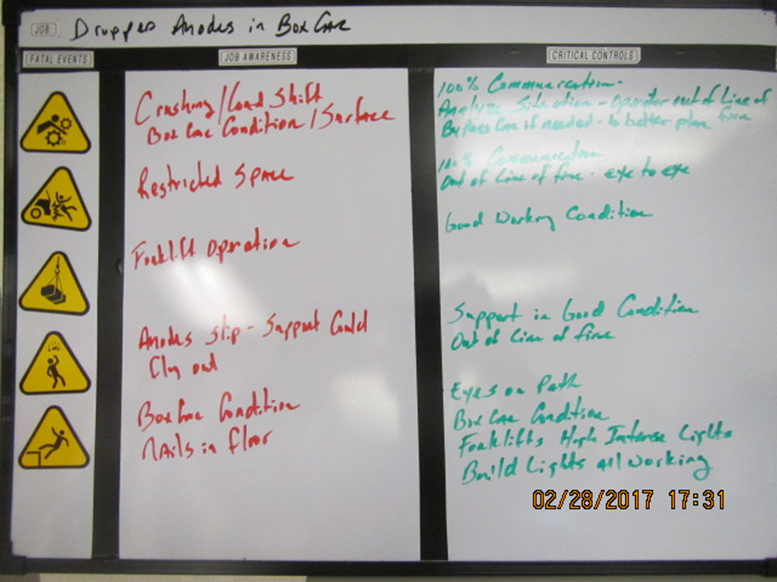 JOB: Dropped Anodes in Box Car
FATAL EVENTS
JOB AWARENESS
CRITICAL CONTROLS
Crushing / Load Shift
Box Car Condition / Surface
Restricted Space
Forklift Operation
Anodes slip - Support Could
Fly out
Box Car Condition
Nails in floor
100% Communication -
Analyze Situation - Operator out of Line of
Bypass Car if needed - to better plan fire
100% Communication
Out of Line of fire - eye to eye
Good Working Condition
Support in Good Condition
Out of Line of fire
Eyes on Path
Box Car Condition
Forklifts High Intense Lights
Build Lights all working
02/28/2017 17:31